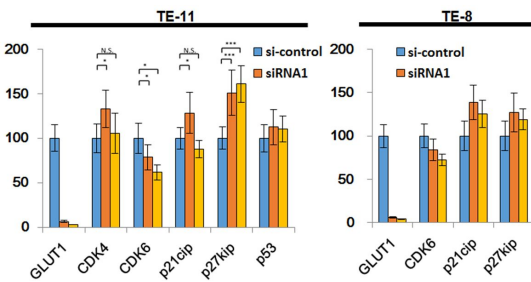 TE-11
TE-8
200
150
100
50
0
N.S.
*
*
*
N.S.
*
***
***
si-control
siRNA1
GLUT1
CDK4
CDK6
p21cip
p27kip
p53
200
150
100
50
0
si-control
siRNA1
GLUT1
CDK6
p21cip
p27kip